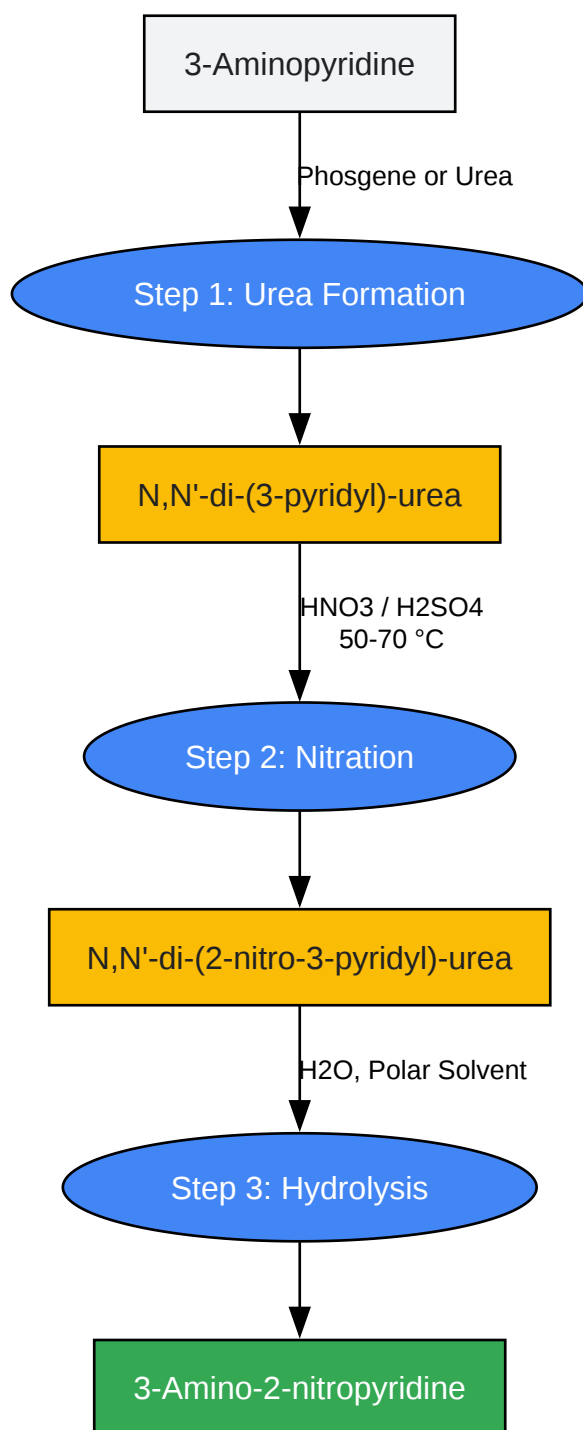 3-Aminopyridine
Phosgene or Urea
Step 1: Urea Formation
N,N'-di-(3-pyridyl)-urea
HNO3 / H2SO4
50-70 °C
Step 2: Nitration
N,N'-di-(2-nitro-3-pyridyl)-urea
H2O, Polar Solvent
Step 3: Hydrolysis
3-Amino-2-nitropyridine